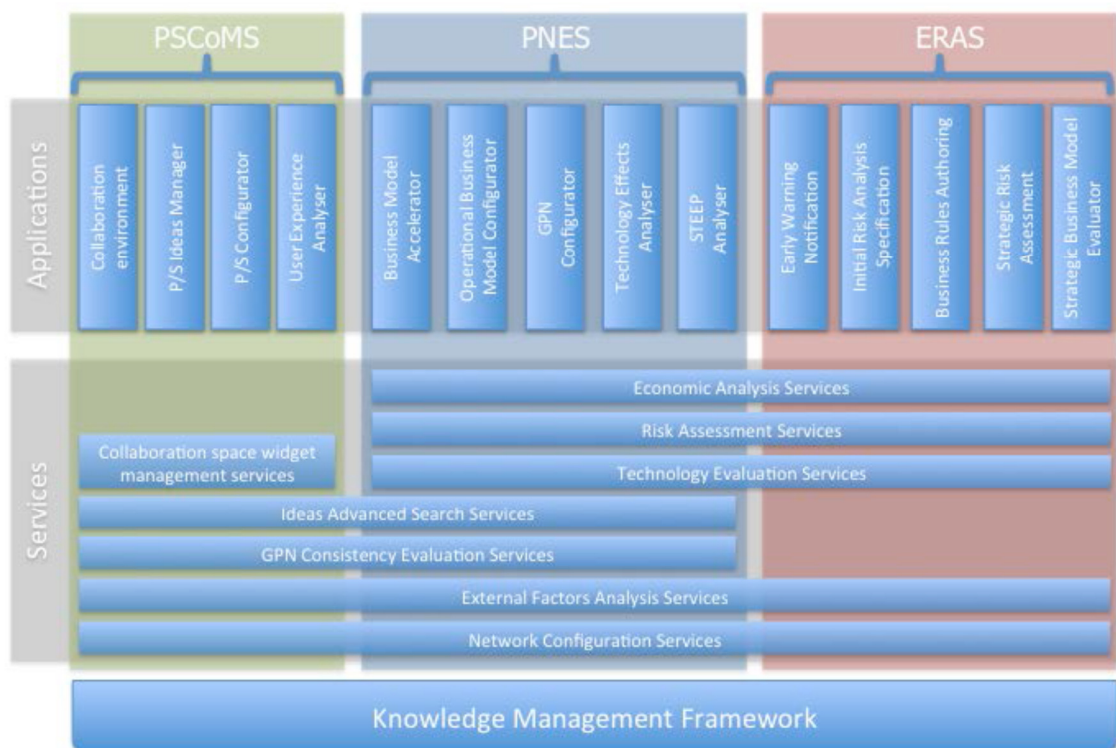 PSCoMS
PNES
ERAS
Applications
Collaboration
environment
P/S Ideas Manager
P/S Configurator
User Experience
Analyser
Business Model
Accelerator
Operational Business
Model Configurator
GPN
Configurator
Technology Effects
Analyser
STEEP
Analyser
Early Warning
Notification
Initial Risk Analysis
Specification
Business Rules Authoring
Strategic Risk
Assessment
Strategic Business Model
Evaluator
Services
Economic Analysis Services
Risk Assessment Services
Collaboration space widget
management services
Technology Evaluation Services
Ideas Advanced Search Services
GPN Consistency Evaluation Services
External Factors Analysis Services
Network Configuration Services
Knowledge Management Framework